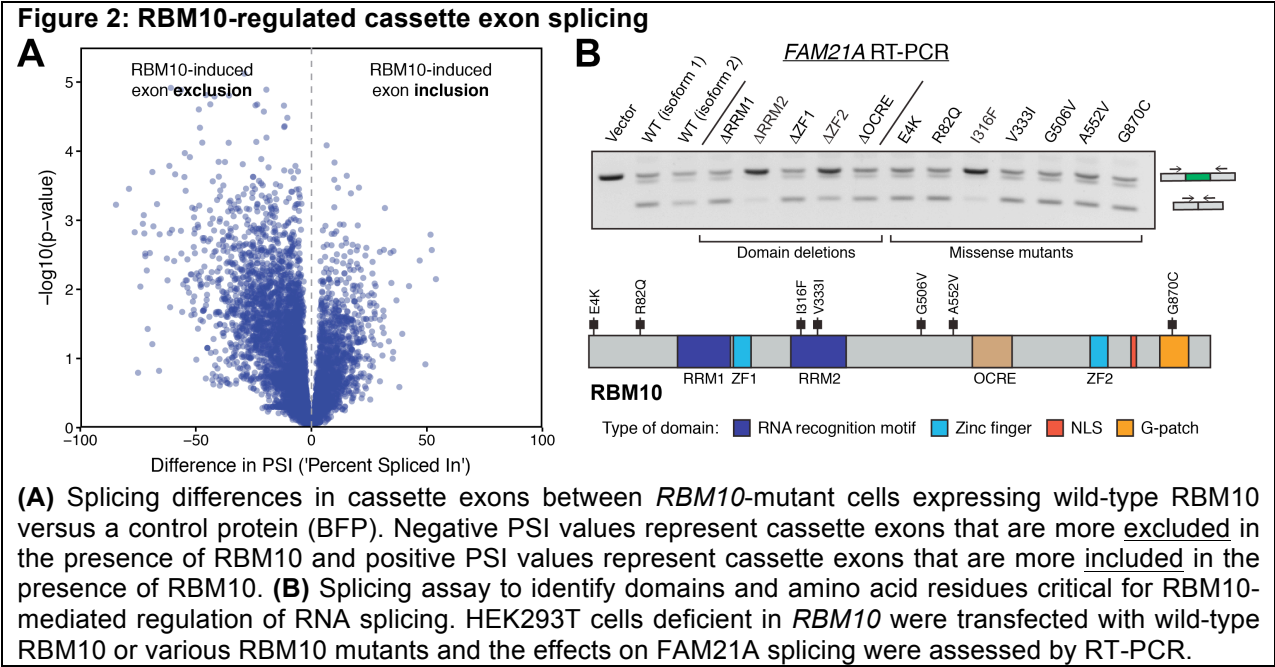 Figure 2: RBM10-regulated cassette exon splicing
A
RBM10-induced
exon exclusion
RBM10-induced
exon inclusion
−log10(p−value)
5
4
3
2
1
0
−100
−50
0
50
100
Difference in PSI ('Percent Spliced In')
B
FAM21A RT-PCR
Vector
WT (isoform 1)
WT (isoform 2)
ΔRRM1
ΔRRM2
ΔZF1
ΔZF2
ΔOCRE
E4K
R82Q
I316F
V333I
G506V
A552V
G870C
Domain deletions
Missense mutants
E4K
R82Q
I316F
V333I
G506V
A552V
G870C
RRM1 ZF1 RRM2 OCRE ZF2
RBM10
Type of domain: RNA recognition motif Zinc finger NLS G-patch
(A) Splicing differences in cassette exons between RBM10-mutant cells expressing wild-type RBM10
versus a control protein (BFP). Negative PSI values represent cassette exons that are more excluded in
the presence of RBM10 and positive PSI values represent cassette exons that are more included in the
presence of RBM10. (B) Splicing assay to identify domains and amino acid residues critical for RBM10-
mediated regulation of RNA splicing. HEK293T cells deficient in RBM10 were transfected with wild-type
RBM10 or various RBM10 mutants and the effects on FAM21A splicing were assessed by RT-PCR.